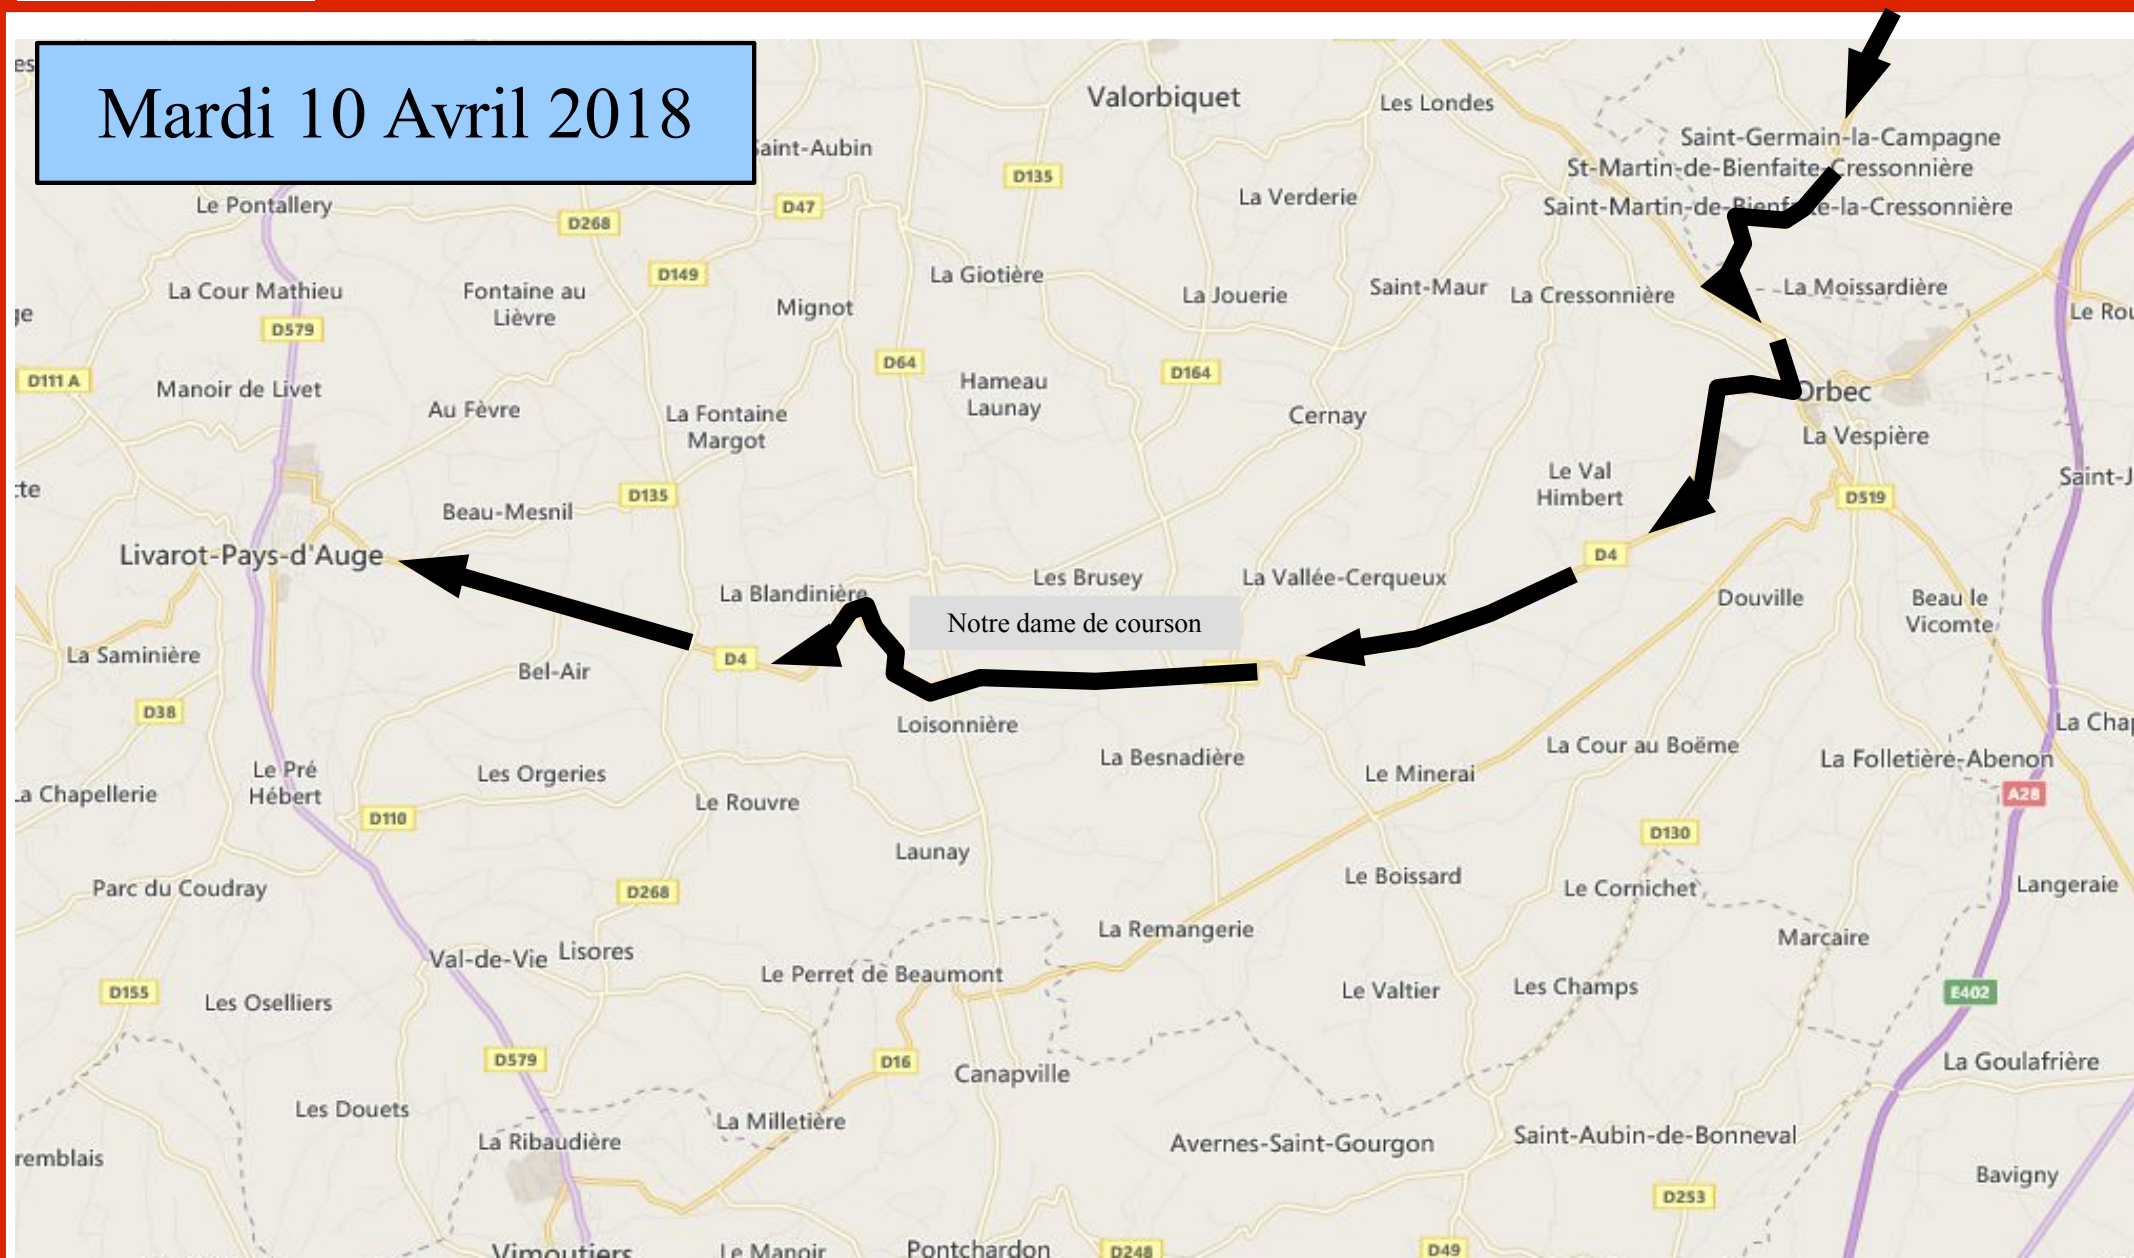 Mardi 10 Avril 2018
Valorbiquet
Les Londes
Saint-Germain-la-Campagne
St-Martin-de-Bienfaite-Cressonnière
Saint-Aubin
D135
La Verderie
Le Pontallery
D268
D47
Saint-Martin-de-Bienfaite-la-Cressonnière
La Cour Mathieu
Fontaine au
Lièvre
D149
Mignot
La Giotière
La Jouerie
Saint-Maur
La Cressonnière
La Moissardière
D579
D111 A
Manoir de Livet
Au Fèvre
La Fontaine
Margot
D64
Hameau
Launay
D164
Cernay
Orbec
La Vespière
Le Val
Himbert
D519
Beau-Mesnil
D135
Livarot-Pays-d'Auge
La Blandinière
Les Brusey
La Vallée-Cerqueux
D4
Douville
Beau le
Vicomte
Notre dame de courson
La Saminière
Bel-Air
D4
D38
Loisonnière
La Besnadière
Le Minerai
La Cour au Boëme
La Folletière-Abenon
Le Pré
Hébert
Les Orgeries
La Chapellerie
Le Rouvre
A28
D110
D130
Launay
Parc du Coudray
D268
Le Boissard
Le Cornichet
Langeraie
La Remangerie
Marcaire
Val-de-Vie
Lisores
Le Perret de Beaumont
D155
Les Oselliers
Le Valtier
Les Champs
E402
D579
D16
Canapville
La Goulafrière
Les Douets
La Milletière
La Ribaudière
Avernes-Saint-Gourgon
Saint-Aubin-de-Bonneval
remblais
Bavigny
D253
Vimoutiers
Le Manoir
Pontchardon
D248
D49